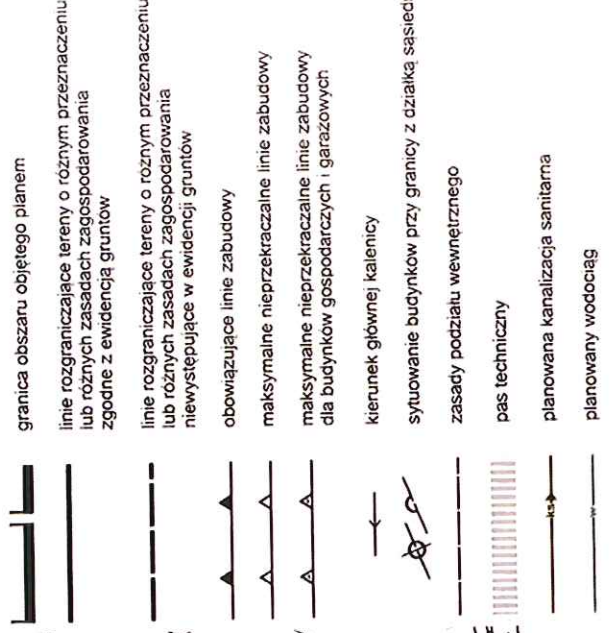 granica obszaru objętego planem
linie rozgraniczające tereny o różnym przeznaczeniu
lub różnych zasadach zagospodarowania
zgodne z ewidencją gruntów
linie rozgraniczające tereny o różnym przeznaczeniu
lub różnych zasadach zagospodarowania
niewystępujące w ewidencji gruntów
obowiązujące linie zabudowy
maksymalne nieprzekraczalne linie zabudowy
maksymalne nieprzekraczalne linie zabudowy
dla budynków gospodarczych i garażowych
kierunek głównej kalenicy
sytuowanie budynków przy granicy z działką
zasady podziału wewnętrznego
pas techniczny
ks
planowana kanalizacja sanitarna
w
planowany wodociąg